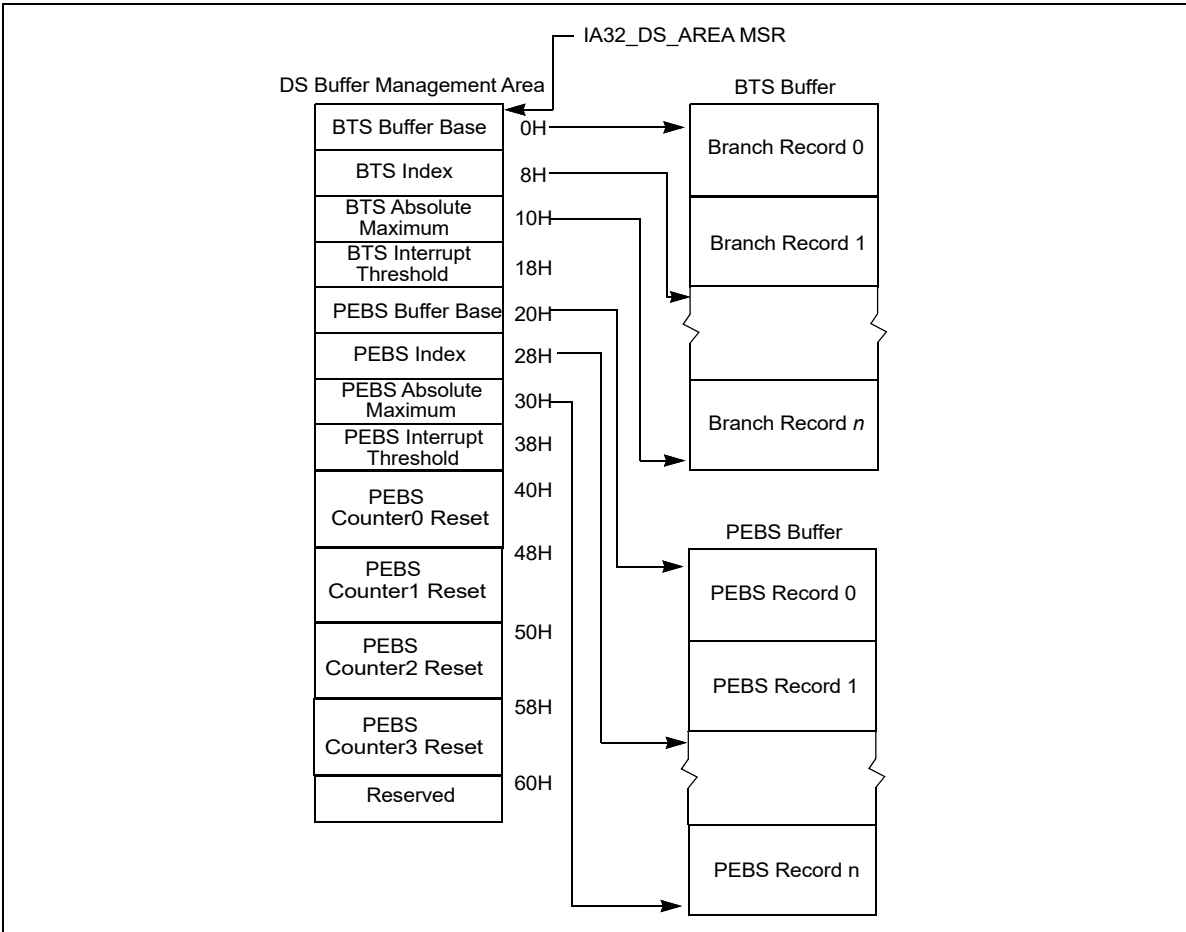 IA32_DS_AREA MSR
DS Buffer Management Area
BTS Buffer Base
0H
BTS Index
8H
BTS Absolute
Maximum
10H
BTS Interrupt
Threshold
18H
PEBS Buffer Base
20H
PEBS Index
28H
PEBS Absolute
Maximum
30H
PEBS Interrupt
Threshold
38H
PEBS
Counter0 Reset
40H
PEBS
Counter1 Reset
48H
PEBS
Counter2 Reset
50H
PEBS
Counter3 Reset
58H
Reserved
60H
BTS Buffer
Branch Record 0
Branch Record 1
Branch Record n
PEBS Buffer
PEBS Record 0
PEBS Record 1
PEBS Record n